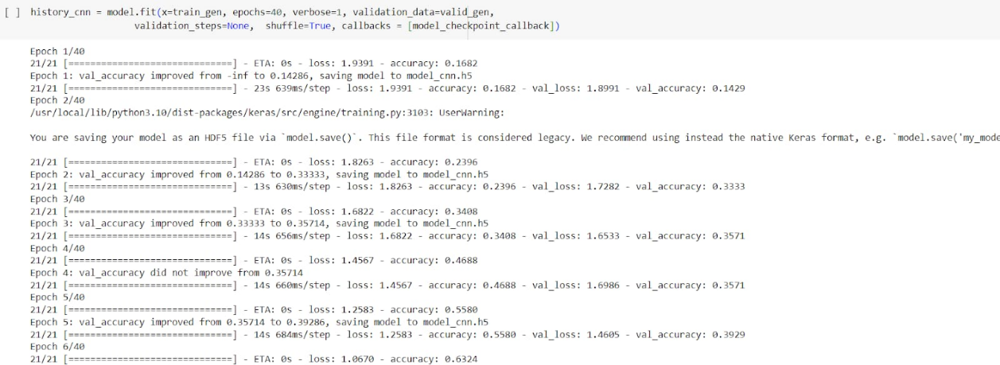 [ ] history_cnn = model.fit(x=train_gen, epochs=40, verbose=1, validation_data=valid_gen,
validation_steps=None, shuffle=True, callbacks = [model_checkpoint_callback])
Epoch 1/40
21/21 [==============================] - ETA: 0s - loss: 1.9391 - accuracy: 0.1682
Epoch 1: val_accuracy improved from -inf to 0.14286, saving model to model_cnn.h5
21/21 [==============================] - 23s 639ms/step - loss: 1.9391 - accuracy: 0.1682 - val_loss: 1.8991 - val_accuracy: 0.1429
Epoch 2/40
/usr/local/lib/python3.10/dist-packages/keras/src/engine/training.py:3103: UserWarning:
You are saving your model as an HDF5 file via `model.save()`. This file format is considered legacy. We recommend using instead the native Keras format, e.g. `model.save('my_mode
21/21 [==============================] - ETA: 0s - loss: 1.8263 - accuracy: 0.2396
Epoch 2: val_accuracy improved from 0.14286 to 0.33333, saving model to model_cnn.h5
21/21 [==============================] - 13s 630ms/step - loss: 1.8263 - accuracy: 0.2396 - val_loss: 1.7282 - val_accuracy: 0.3333
Epoch 3/40
21/21 [==============================] - ETA: 0s - loss: 1.6822 - accuracy: 0.3408
Epoch 3: val_accuracy improved from 0.33333 to 0.35714, saving model to model_cnn.h5
21/21 [==============================] - 14s 656ms/step - loss: 1.6822 - accuracy: 0.3408 - val_loss: 1.6533 - val_accuracy: 0.3571
Epoch 4/40
21/21 [==============================] - ETA: 0s - loss: 1.4567 - accuracy: 0.4688
Epoch 4: val_accuracy did not improve from 0.35714
21/21 [==============================] - 14s 660ms/step - loss: 1.4567 - accuracy: 0.4688 - val_loss: 1.6986 - val_accuracy: 0.3571
Epoch 5/40
21/21 [==============================] - ETA: 0s - loss: 1.2583 - accuracy: 0.5580
Epoch 5: val_accuracy improved from 0.35714 to 0.39286, saving model to model_cnn.h5
21/21 [==============================] - 14s 684ms/step - loss: 1.2583 - accuracy: 0.5580 - val_loss: 1.4605 - val_accuracy: 0.3929
Epoch 6/40
21/21 [==============================] - ETA: 0s - loss: 1.0670 - accuracy: 0.6324